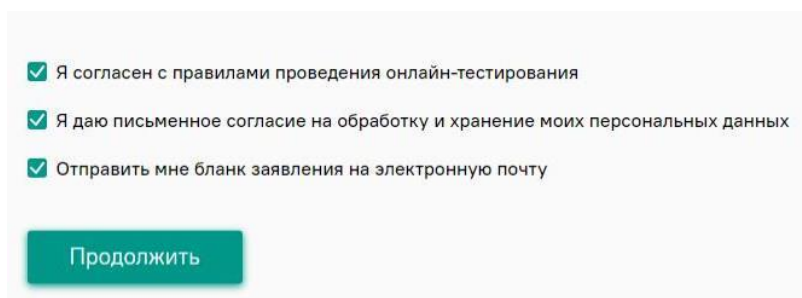 Я согласен с правилами проведения онлайн-тестирования
Я даю письменное согласие на обработку и хранение моих персональных данных
Отправить мне бланк заявления на электронную почту
Продолжить